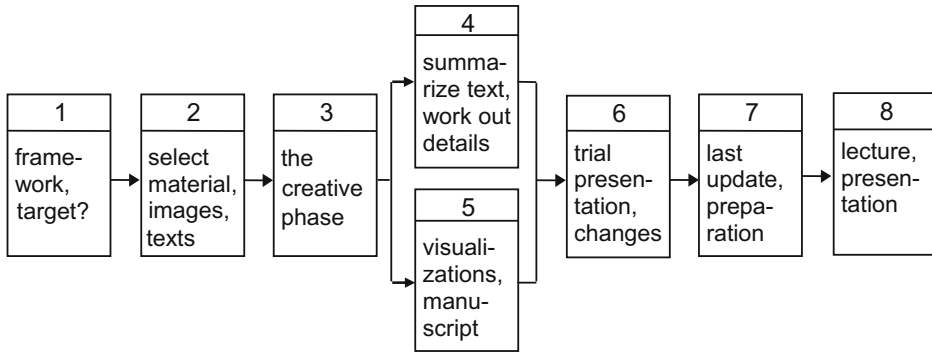 1
frame-
work,
target?
2
select
material,
images,
texts
3
the
creative
phase
4
summa-
rize text,
work out
details
5
visuali-
zations,
manu-
script
6
trial
presen-
tation,
changes
7
last
update,
prepa-
ration
8
lecture,
presen-
tation